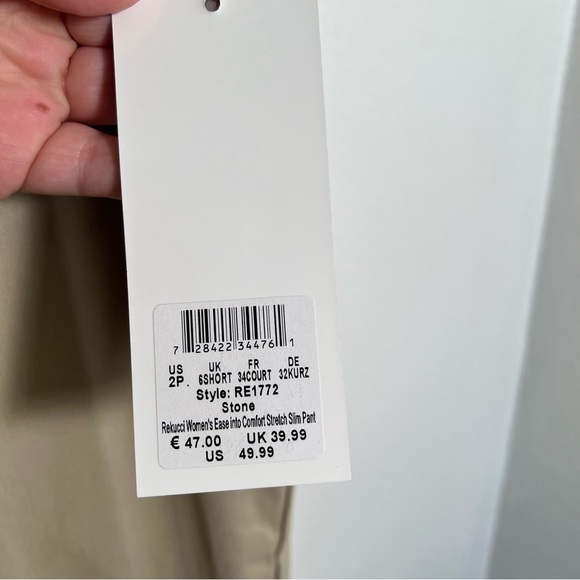 7 28422 34476 1
US UK FR DE
2P. 6SHORT 34COURT 32KURZ
Style: RE1772
Stone
Rekucci Women's Ease into Comfort Stretch Slim Pant
€ 47.00 UK 39.99
US 49.99